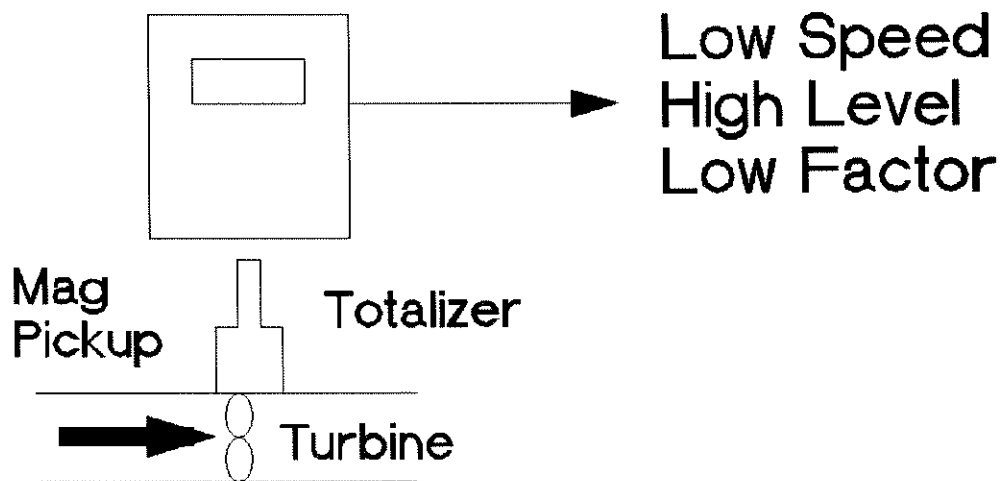 Low Speed
High Level
Low Factor
Mag
Pickup
Totalizer
Turbine